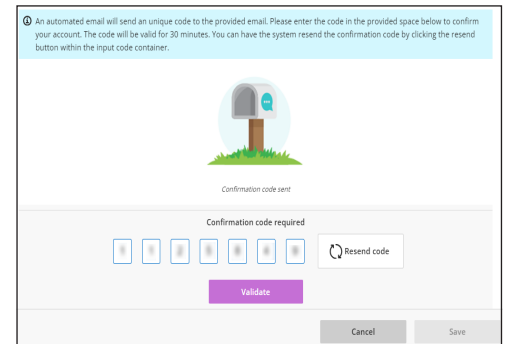 An automated email will send an unique code to the provided email. Please enter the code in the provided space below to confirm
your account. The code will be valid for 30 minutes. You can have the system resend the confirmation code by clicking the resend
button within the input code container.
Confirmation code sent
Confirmation code required
Resend code
Validate
Cancel Save